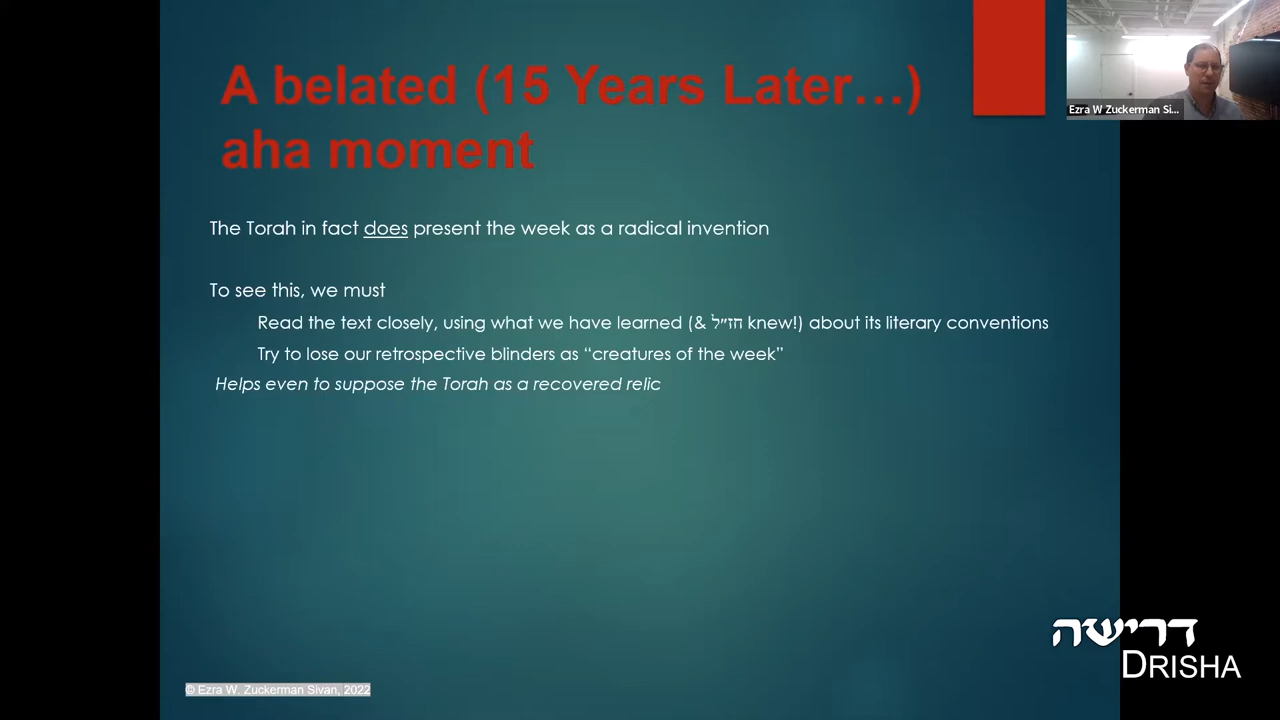 A belated (15 Years Later…)
aha moment
Ezra W Zuckerman Si...
The Torah in fact does present the week as a radical invention
To see this, we must
Read the text closely, using what we have learned (& חז״ל knew!) about its literary conventions
Try to lose our retrospective blinders as “creatures of the week”
Helps even to suppose the Torah as a recovered relic
דרישה
DRISHA
© Ezra W. Zuckerman Sivan, 2022